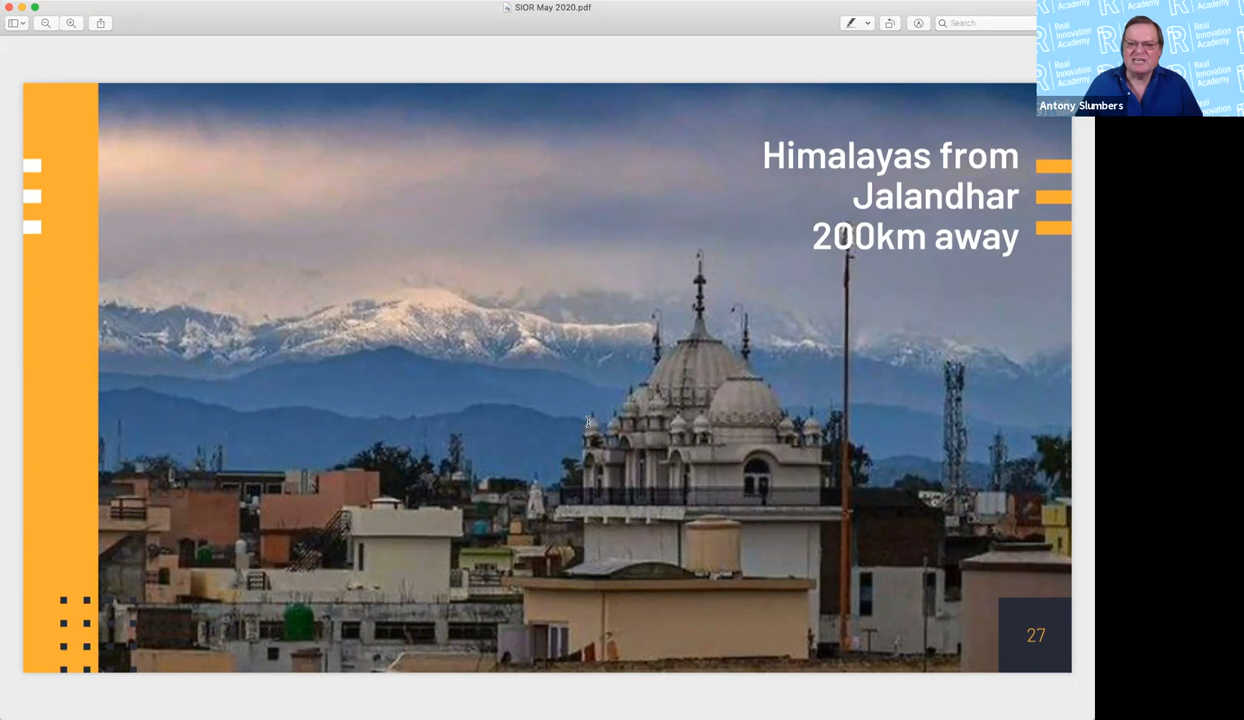 SIOR May 2020.pdf
Search
Real
Innovation
Academy
Antony Slumbers
Himalayas from
Jalandhar
200km away
27